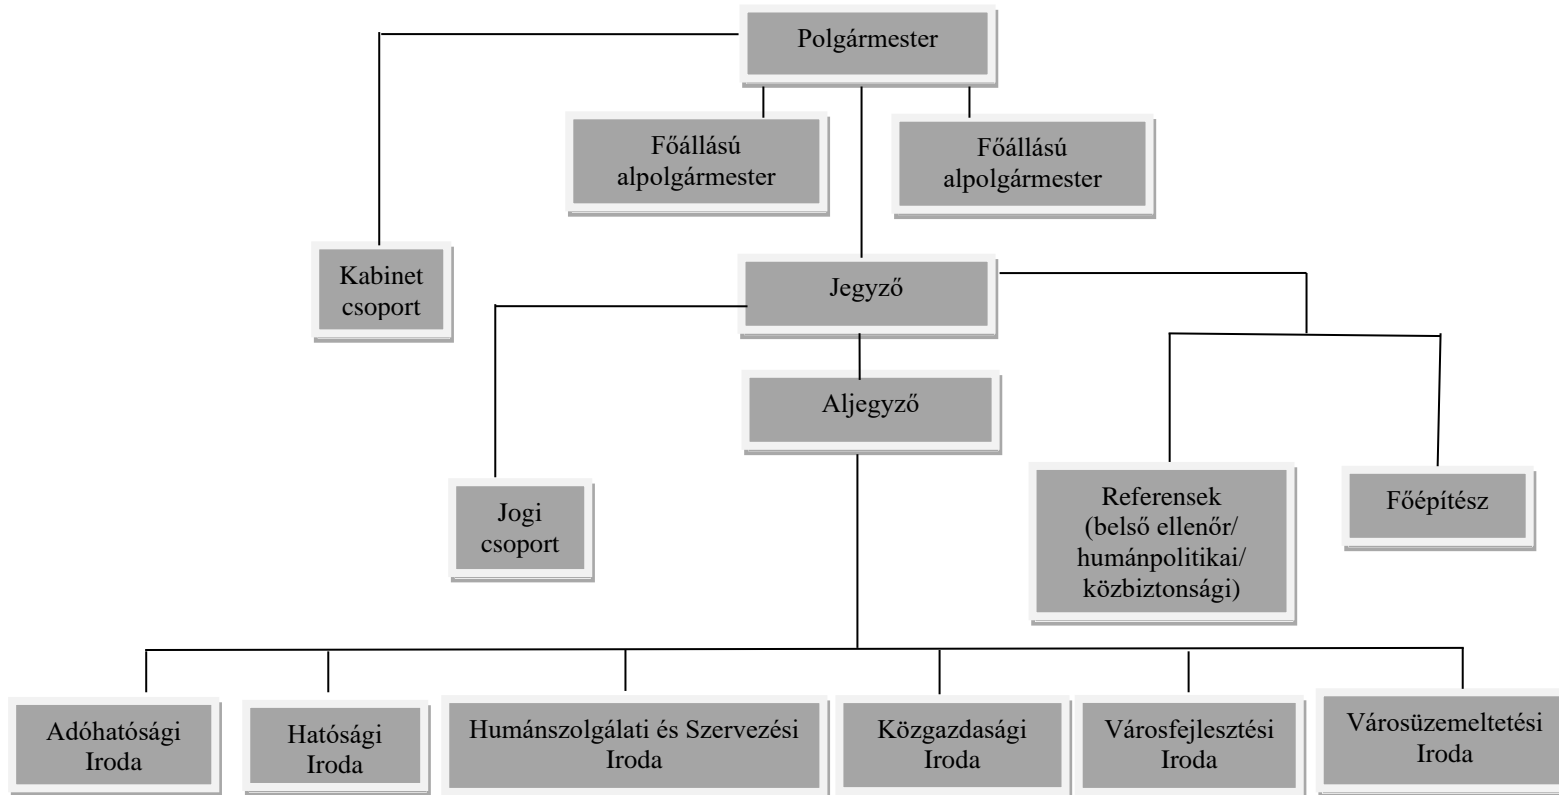 Polgármester
Főállású
alpolgármester
Főállású
alpolgármester
Kabinet
csoport
Jegyző
Aljegyző
Jogi
csoport
Referensek
(belső ellenőr/
humánpolitikai/
közbiztonsági)
Főépítész
Adóhatósági
Iroda
Hatósági
Iroda
Humánszolgálati és Szervezési
Iroda
Közgazdasági
Iroda
Városfejlesztési
Iroda
Városüzemeltetési
Iroda